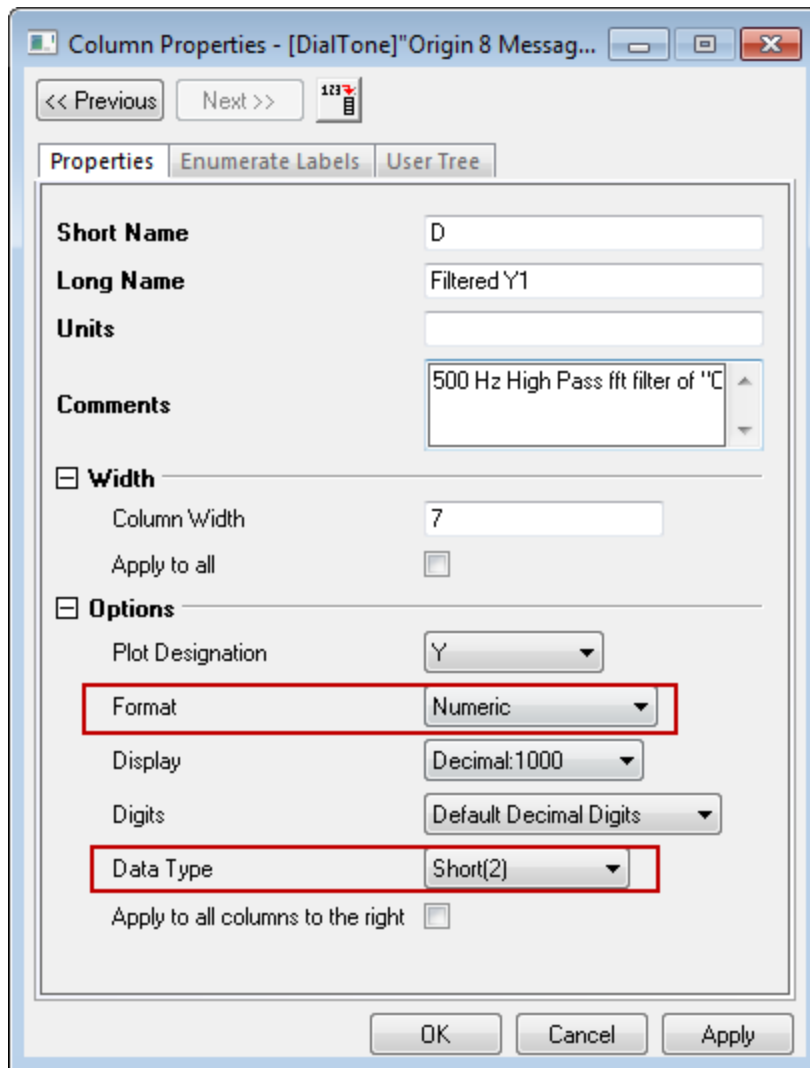 Column Properties - [DialTone]"Origin 8 Messag...
<< Previous Next >> 123
Properties Enumerate Labels User Tree
Short Name D
Long Name Filtered Y1
Units
Comments 500 Hz High Pass fft filter of "C
Width
Column Width 7
Apply to all
Options
Plot Designation Y
Format Numeric
Display Decimal:1000
Digits Default Decimal Digits
Data Type Short(2)
Apply to all columns to the right
OK Cancel Apply